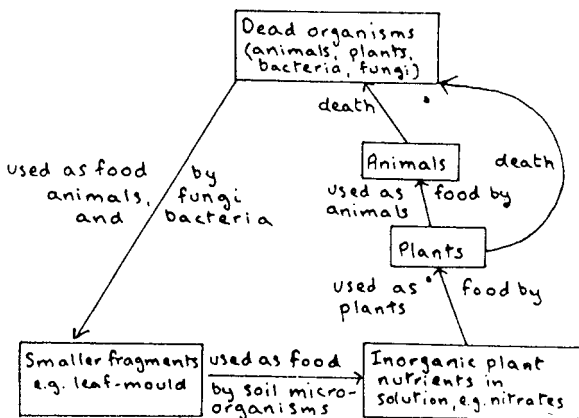 Dead organisms
(animals, plants,
bacteria, fungi)
death
used as food by
animals, fungi
and bacteria
Animals
death
used as food by
animals
Plants
used as food by
plants
Smaller fragments
e.g. leaf-mould
used as food
by soil micro-
organisms
Inorganic plant
nutrients in
solution, e.g. nitrates